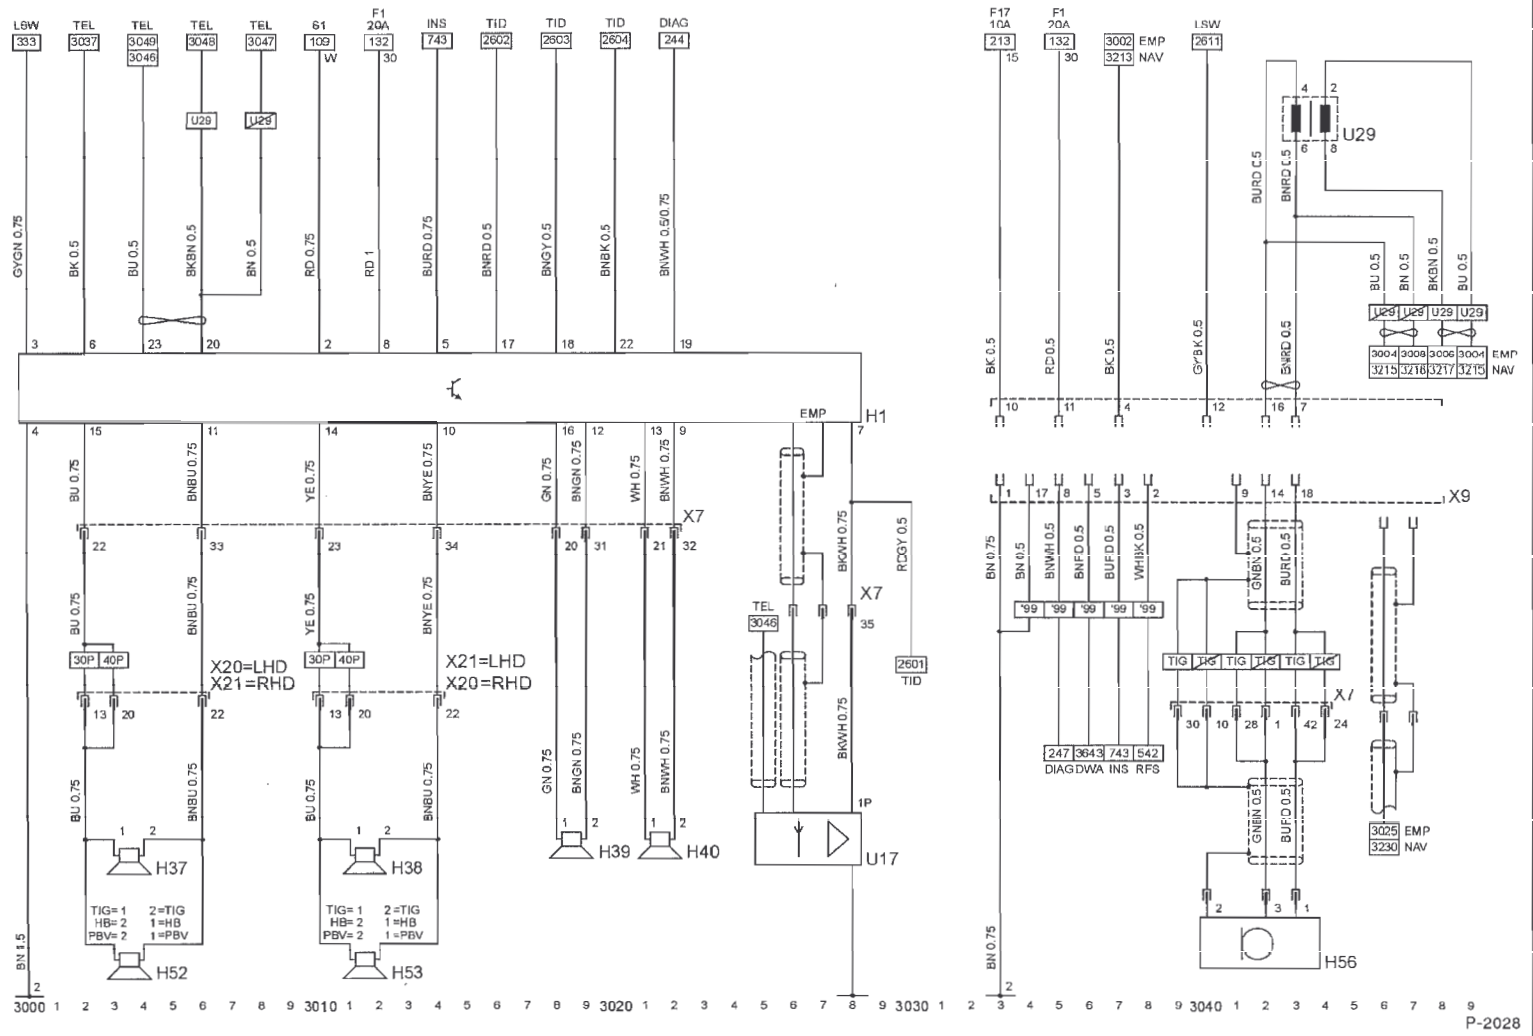 LSW TEL TEL TEL TEL 61 F1 20A INS TID TID TID DIAG
333 3037 3049 3048 3047 109 132 743 2602 2603 2604 244
3046 W 30
U29 U29
GYGN 0.75 BK 0.5 BU 0.5 BKBN 0.5 BN 0.5 RD 0.75 RD 1 BURD 0.75 BNRD 0.5 BNGY 0.5 BNBK 0.5 BNWH 0.5/0.75
3 6 23 20 2 8 5 17 18 22 19
EMP H1
4 15 11 14 10 16 12 13 9 7
BU 0.75 BNBU 0.75 YE 0.75 BNYE 0.75 GN 0.75 BNGN 0.75 WH 0.75 BNWH 0.75 BKWH 0.75 RDGY 0.5
X7
22 33 23 34 20 31 21 32
BU 0.75 BNBU 0.75 YE 0.75 BNYE 0.75
TEL 3046
X7
35
2601
TID
30P 40P 30P 40P
X20=LHD
X21=RHD
X21=LHD
X20=RHD
13 20 22 13 20 22
BU 0.75 BNBU 0.75 BU 0.75 BNBU 0.75 GN 0.75 BNGN 0.75 WH 0.75 BNWH 0.75 BKWH 0.75
1P
1 2 H37 1 2 H38 1 2 H39 1 2 H40 U17
TIG= 1 2 =TIG
HB= 2 1 =HB
PBV= 2 1 =PBV
TIG= 1 2 =TIG
HB= 2 1 =HB
PBV= 2 1 =PBV
H52 H53
BN 1.5
2
F17 10A F1 20A LSW
213 132 3002 EMP 2611
15 30 3213 NAV
4 2
U29
6 8
BURD 0.5 BNRD 0.5
BU 0.5 BN 0.5 BKBN 0.5 BU 0.5
U29 U29 U29 U29
3004 3008 3006 3004 EMP
3215 3216 3217 3215 NAV
BK 0.5 RD 0.5 BK 0.5 GYBK 0.5 BNRD 0.5
10 11 4 12 16 7
1 17 8 5 3 2 9 14 18 X9
BN 0.75 BN 0.5 BNWH 0.5 BUFD 0.5 WHBK 0.5 GNBN 0.5 BURD 0.5
'99 '99 '99 '99 '99
TIG TIG TIG TIG TIG TIG
X7
30 10 28 1 42 24
247 3643 743 542
DIAG DWA INS RFS
GNBN 0.5 BUFD 0.5
3025 EMP
3230 NAV
2 3 1
H56
BN 0.75
2
3000 1 2 3 4 5 6 7 8 9 3010 1 2 3 4 5 6 7 8 9 3020 1 2 3 4 5 6 7 8 9 3030 1 2 3 4 5 6 7 8 9 3040 1 2 3 4 5 6 7 8 9
P-2028